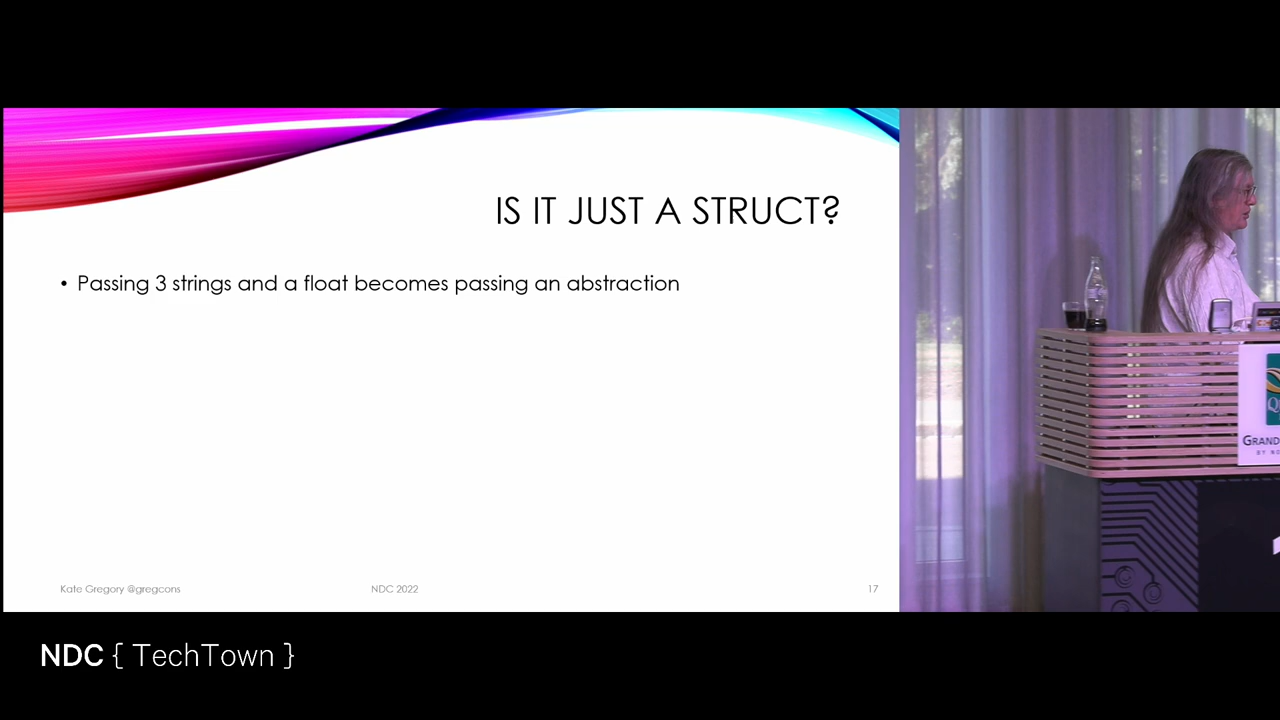 IS IT JUST A STRUCT?
• Passing 3 strings and a float becomes passing an abstraction
Kate Gregory @gregcons
NDC 2022
17
GRAND
NDC { TechTown }